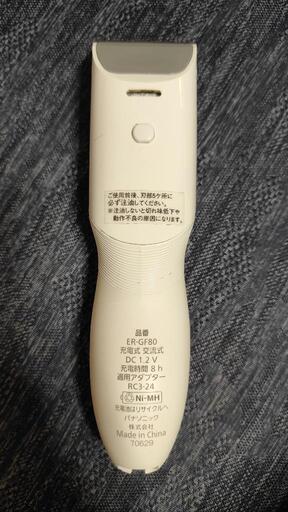 ご使用前後、刃部5ケ所に
必ず注油してください。
※注油しないと切れ味低下や
動作不良の原因になります。
品番
ER-GF80
充電式 交流式
DC 1.2 V
充電時間 8 h
適用アダプター
RC3-24
Ni-MH
充電池はリサイクルへ
パナソニック
株式会社
Made in China
70629